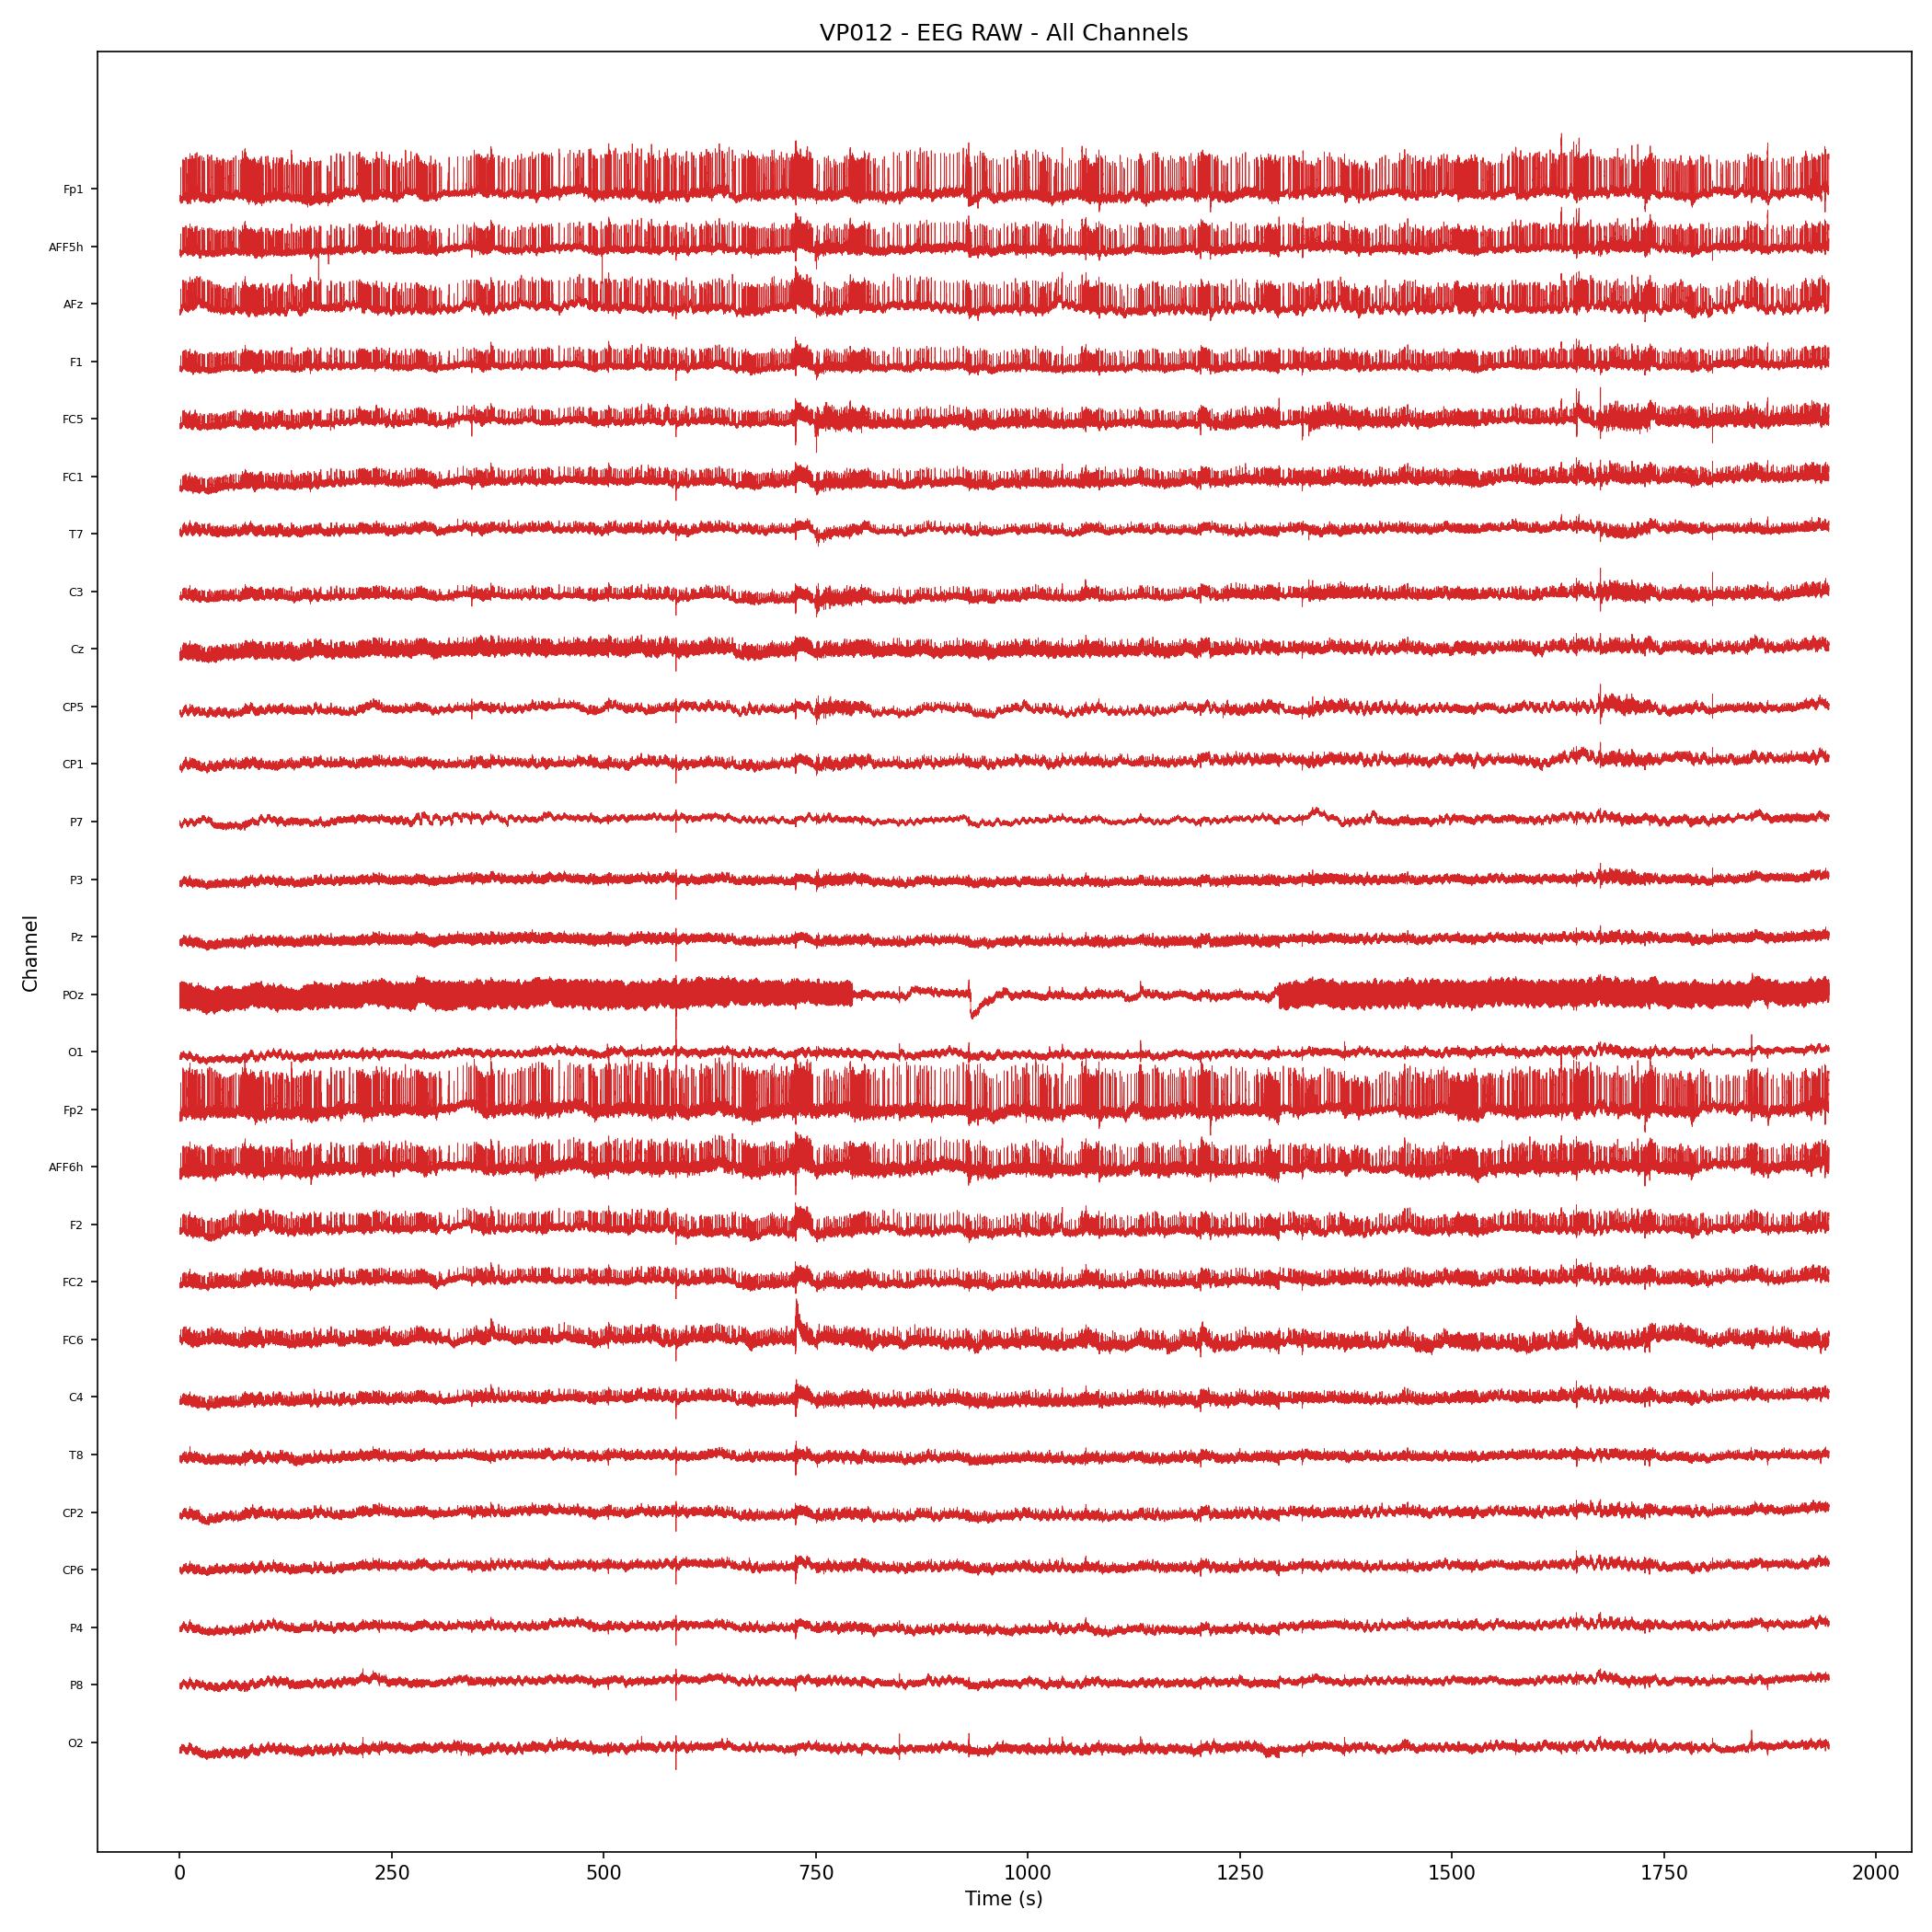 VP012 - EEG RAW - All Channels
Fp1
AFF5h
AFz
F1
FC5
FC1
T7
C3
Cz
CP5
CP1
P7
P3
Pz
POz
O1
Fp2
AFF6h
F2
FC2
FC6
C4
T8
CP2
CP6
P4
P8
O2
Channel
0 250 500 750 1000 1250 1500 1750 2000
Time (s)